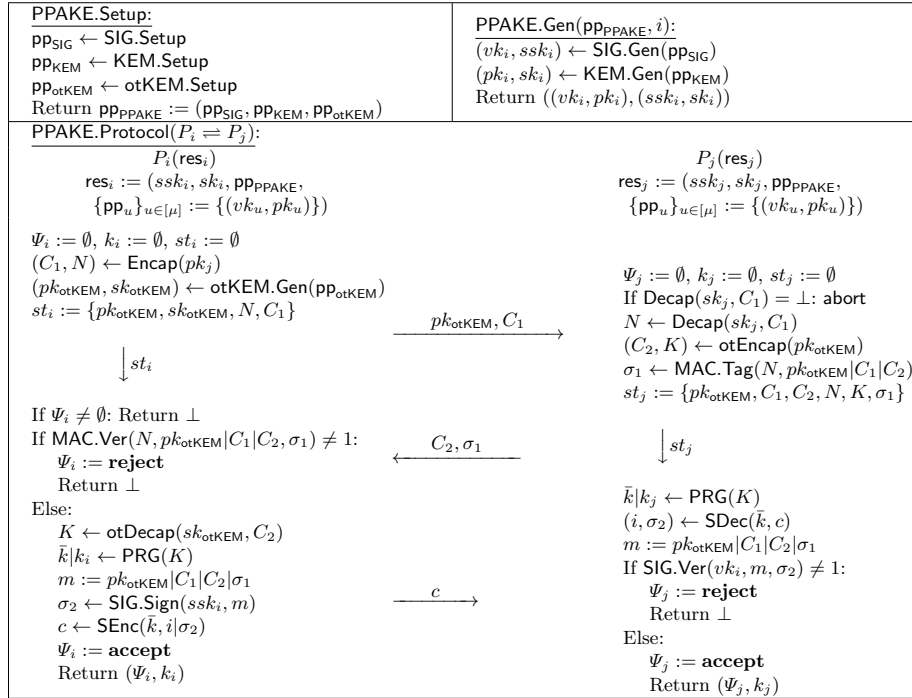 PPAKE.Setup:
pp_SIG ← SIG.Setup
pp_KEM ← KEM.Setup
pp_otKEM ← otKEM.Setup
Return pp_PPAKE := (pp_SIG, pp_KEM, pp_otKEM)
PPAKE.Gen(pp_PPAKE, i):
(vk_i, ssk_i) ← SIG.Gen(pp_SIG)
(pk_i, sk_i) ← KEM.Gen(pp_KEM)
Return ((vk_i, pk_i), (ssk_i, sk_i))
PPAKE.Protocol(P_i ⇌ P_j):
P_i(res_i)
res_i := (ssk_i, sk_i, pp_PPAKE,
{pp_u}_{u∈[μ]} := {(vk_u, pk_u)})
Ψ_i := ∅, k_i := ∅, st_i := ∅
(C_1, N) ← Encap(pk_j)
(pk_otKEM, sk_otKEM) ← otKEM.Gen(pp_otKEM)
st_i := {pk_otKEM, sk_otKEM, N, C_1}
st_i
If Ψ_i ≠ ∅: Return ⊥
If MAC.Ver(N, pk_otKEM|C_1|C_2, σ_1) ≠ 1:
Ψ_i := reject
Return ⊥
Else:
K ← otDecap(sk_otKEM, C_2)
k̄|k_i ← PRG(K)
m := pk_otKEM|C_1|C_2|σ_1
σ_2 ← SIG.Sign(ssk_i, m)
c ← SEnc(k̄, i|σ_2)
Ψ_i := accept
Return (Ψ_i, k_i)
pk_otKEM, C_1
C_2, σ_1
c
P_j(res_j)
res_j := (ssk_j, sk_j, pp_PPAKE,
{pp_u}_{u∈[μ]} := {(vk_u, pk_u)})
Ψ_j := ∅, k_j := ∅, st_j := ∅
If Decap(sk_j, C_1) = ⊥: abort
N ← Decap(sk_j, C_1)
(C_2, K) ← otEncap(pk_otKEM)
σ_1 ← MAC.Tag(N, pk_otKEM|C_1|C_2)
st_j := {pk_otKEM, C_1, C_2, N, K, σ_1}
st_j
k̄|k_j ← PRG(K)
(i, σ_2) ← SDec(k̄, c)
m := pk_otKEM|C_1|C_2|σ_1
If SIG.Ver(vk_i, m, σ_2) ≠ 1:
Ψ_j := reject
Return ⊥
Else:
Ψ_j := accept
Return (Ψ_j, k_j)